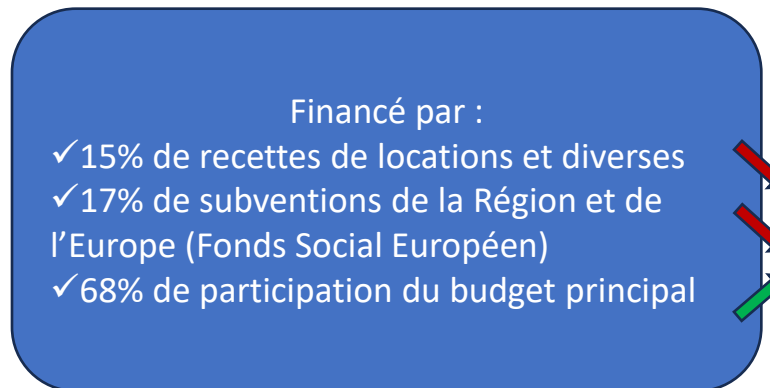 Financé par :
✓15% de recettes de locations et diverses
✓17% de subventions de la Région et de
l’Europe (Fonds Social Européen)
✓68% de participation du budget principal